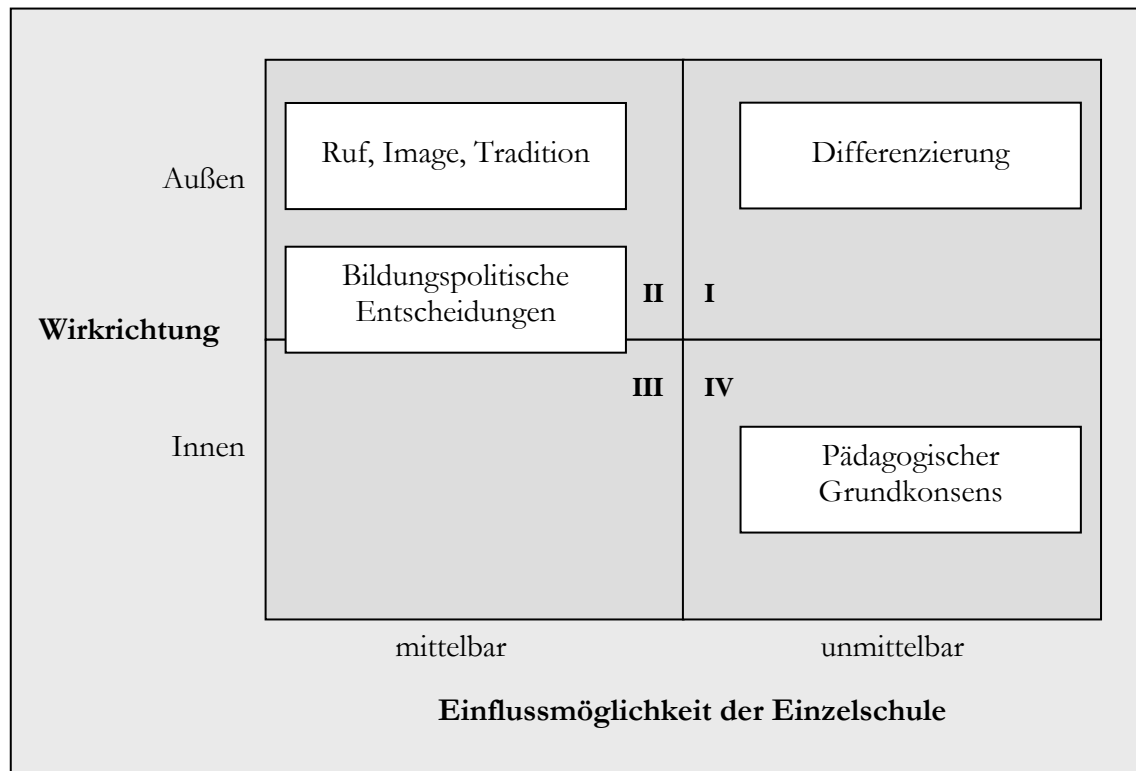 Ruf, Image, Tradition
Differenzierung
Außen
Bildungspolitische
Entscheidungen
II
I
Wirkrichtung
III
IV
Innen
Pädagogischer
Grundkonsens
mittelbar
unmittelbar
Einflussmöglichkeit der Einzelschule